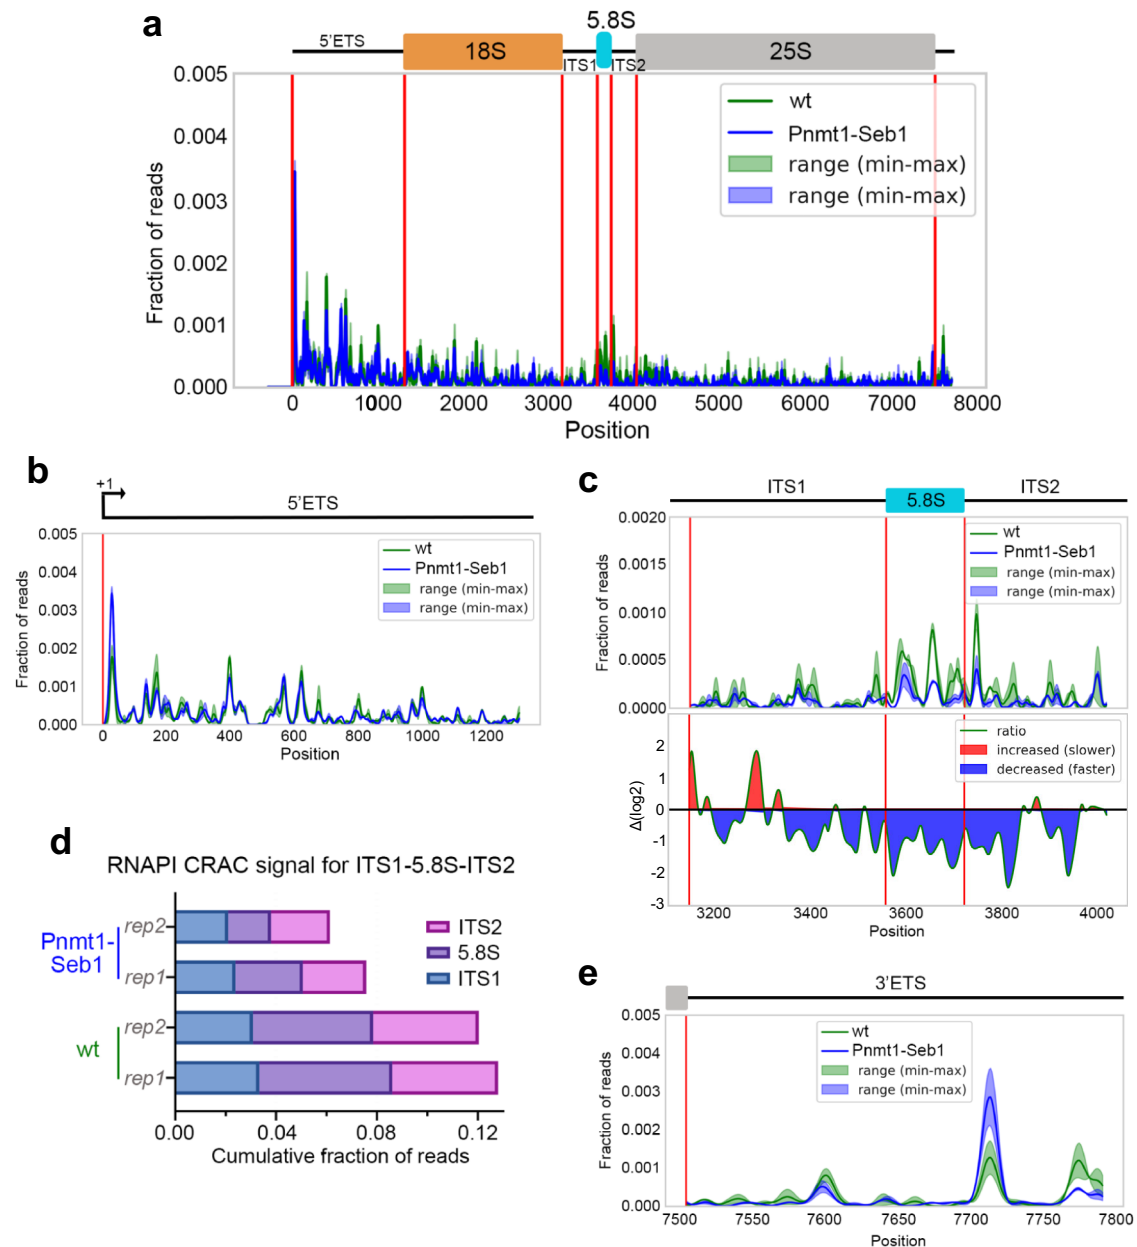 a
5'ETS
18S
ITS1
5.8S
ITS2
25S
0.005
0.004
0.003
0.002
0.001
0.000
Fraction of reads
wt
Pnmt1-Seb1
range (min-max)
range (min-max)
0 1000 2000 3000 4000 5000 6000 7000 8000
Position
b
+1
5'ETS
0.005
0.004
0.003
0.002
0.001
0.000
Fraction of reads
wt
Pnmt1-Seb1
range (min-max)
range (min-max)
0 200 400 600 800 1000 1200
Position
c
ITS1 5.8S ITS2
0.0020
0.0015
0.0010
0.0005
0.0000
Fraction of reads
wt
Pnmt1-Seb1
range (min-max)
range (min-max)
2
1
0
-1
-2
-3
Δ(log2)
ratio
increased (slower)
decreased (faster)
3200 3400 3600 3800 4000
Position
d
RNAPI CRAC signal for ITS1-5.8S-ITS2
Pnmt1-
Seb1
rep2
rep1
wt
rep2
rep1
ITS2
5.8S
ITS1
0.00 0.04 0.08 0.12
Cumulative fraction of reads
e
3'ETS
0.005
0.004
0.003
0.002
0.001
0.000
Fraction of reads
wt
Pnmt1-Seb1
range (min-max)
range (min-max)
7500 7550 7600 7650 7700 7750 7800
Position